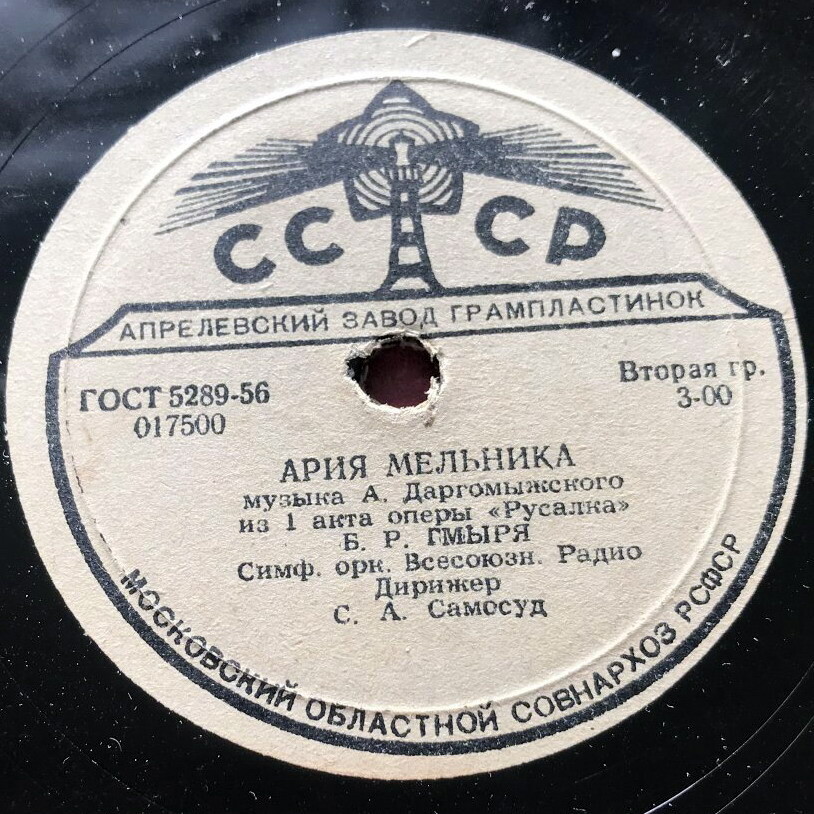 СССР
АПРЕЛЕВСКИЙ ЗАВОД ГРАМПЛАСТИНОК
ГОСТ 5289-56
017500
Вторая гр.
3-00
АРИЯ МЕЛЬНИКА
музыка А. Даргомыжского
из 1 акта оперы «Русалка»
Б. Р. ГМЫРЯ
Симф. орк. Всесоюзн. Радио
Дирижер
С. А. Самосуд
МОСКОВСКИЙ ОБЛАСТНОЙ СОВНАРХОЗ РСФСР